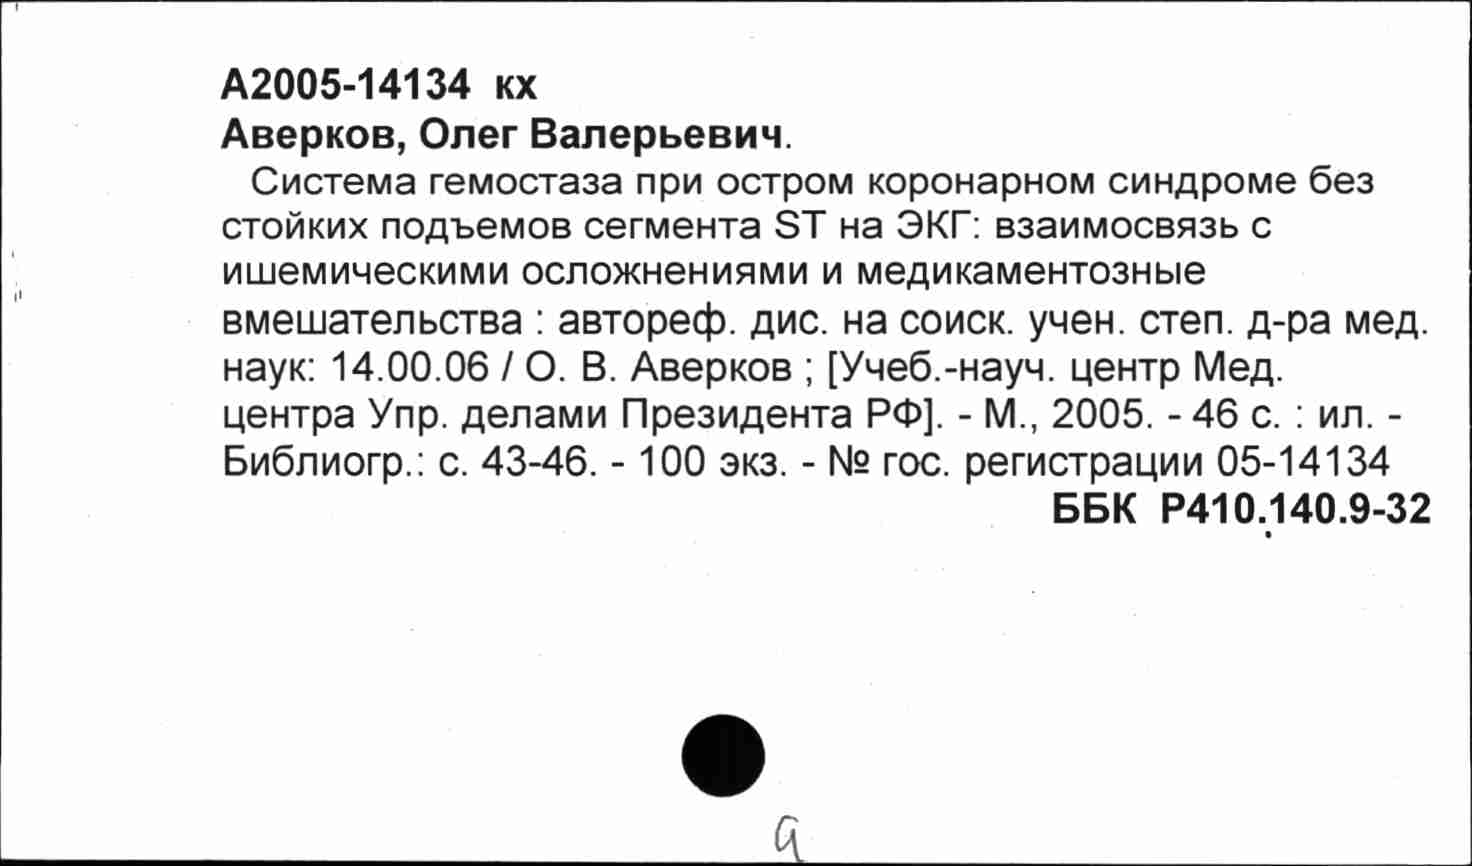 А2005-14134 кх
Аверков, Олег Валерьевич.
Система гемостаза при остром коронарном синдроме без
стойких подъемов сегмента ST на ЭКГ: взаимосвязь с
ишемическими осложнениями и медикаментозные
вмешательства : автореф. дис. на соиск. учен. степ. д-ра мед.
наук: 14.00.06 / О. В. Аверков ; [Учеб.-науч. центр Мед.
центра Упр. делами Президента РФ]. - М., 2005. - 46 с. : ил. -
Библиогр.: с. 43-46. - 100 экз. - № гос. регистрации 05-14134
ББК Р410.140.9-32